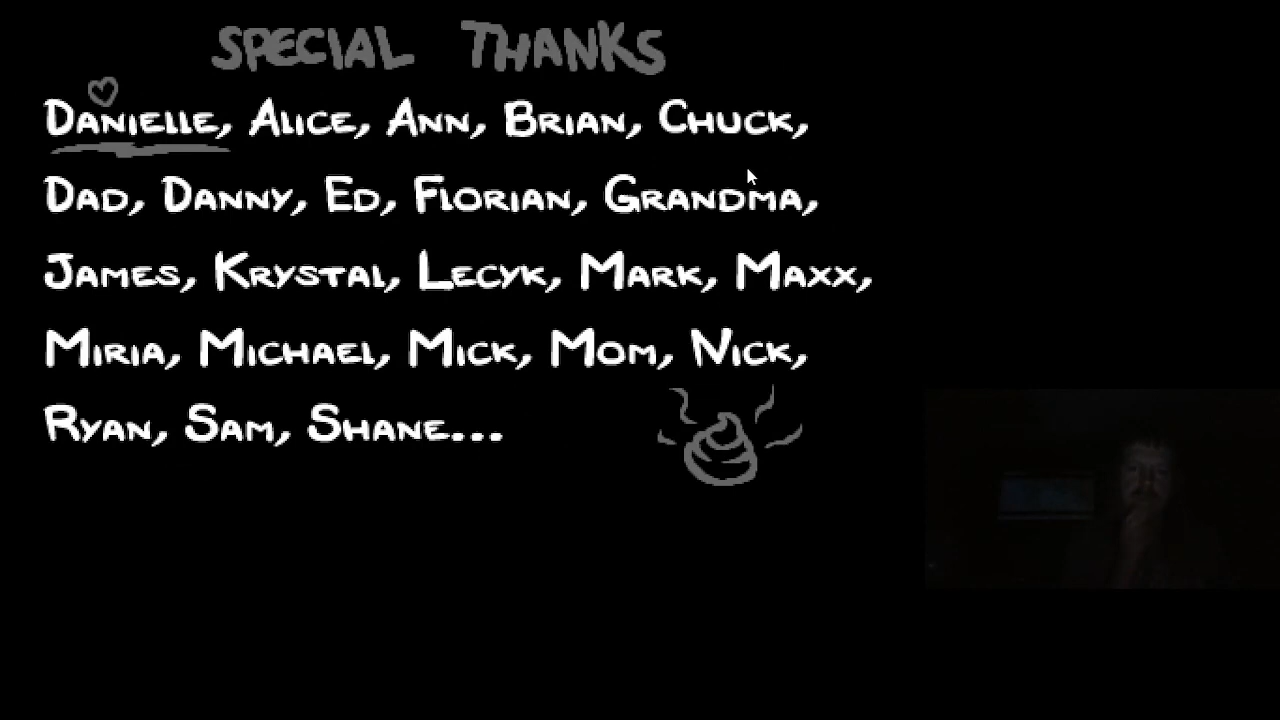 SPECIAL THANKS
DANIELLE, ALICE, ANN, BRIAN, CHUCK,
DAD, DANNY, ED, FLORIAN, GRANDMA,
JAMES, KRYSTAL, LECYK, MARK, MAXX,
MIRIA, MICHAEL, MICK, MOM, NICK,
RYAN, SAM, SHANE...